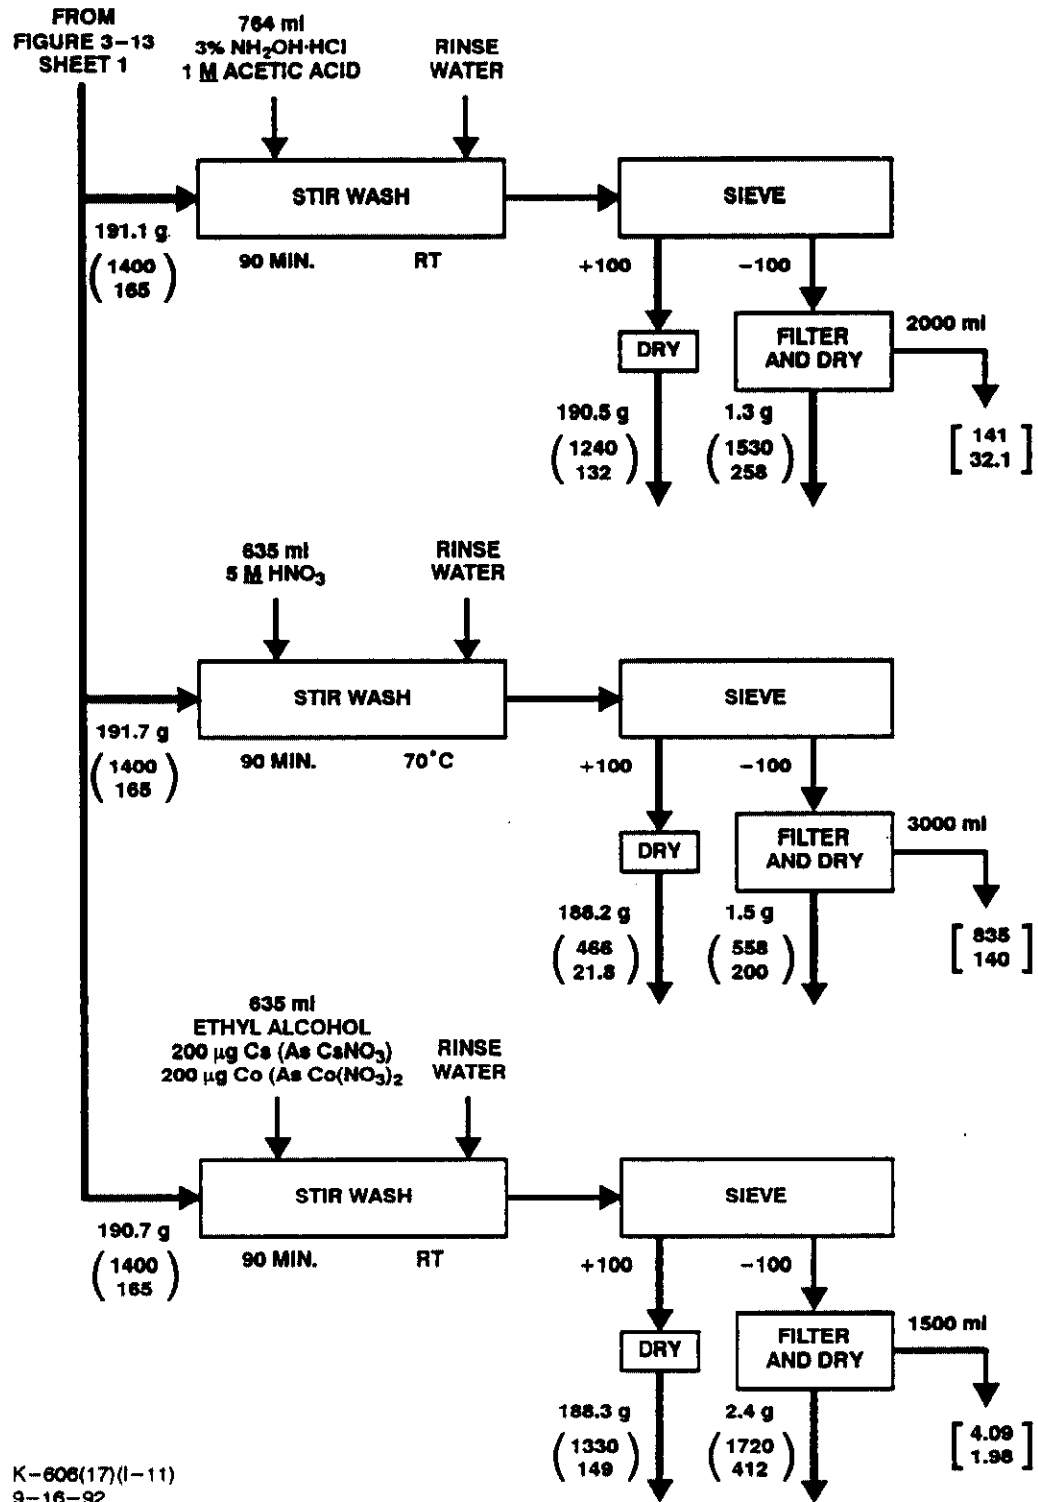 FROM
FIGURE 3-13
SHEET 1
764 ml
3% NH₂OH·HCl
1 M ACETIC ACID
RINSE
WATER
STIR WASH
SIEVE
191.1 g
(1400
165)
90 MIN.
RT
+100
-100
DRY
FILTER
AND DRY
2000 ml
190.5 g
(1240
132)
1.3 g
(1530
258)
[141
32.1]
635 ml
5 M HNO₃
RINSE
WATER
STIR WASH
SIEVE
191.7 g
(1400
165)
90 MIN.
70°C
+100
-100
DRY
FILTER
AND DRY
3000 ml
188.2 g
(466
21.8)
1.5 g
(558
200)
[835
140]
635 ml
ETHYL ALCOHOL
200 µg Cs (As CsNO₃)
200 µg Co (As Co(NO₃)₂
RINSE
WATER
STIR WASH
SIEVE
190.7 g
(1400
165)
90 MIN.
RT
+100
-100
DRY
FILTER
AND DRY
1500 ml
188.3 g
(1330
149)
2.4 g
(1720
412)
[4.09
1.98]
K-606(17)(I-11)
9-16-92